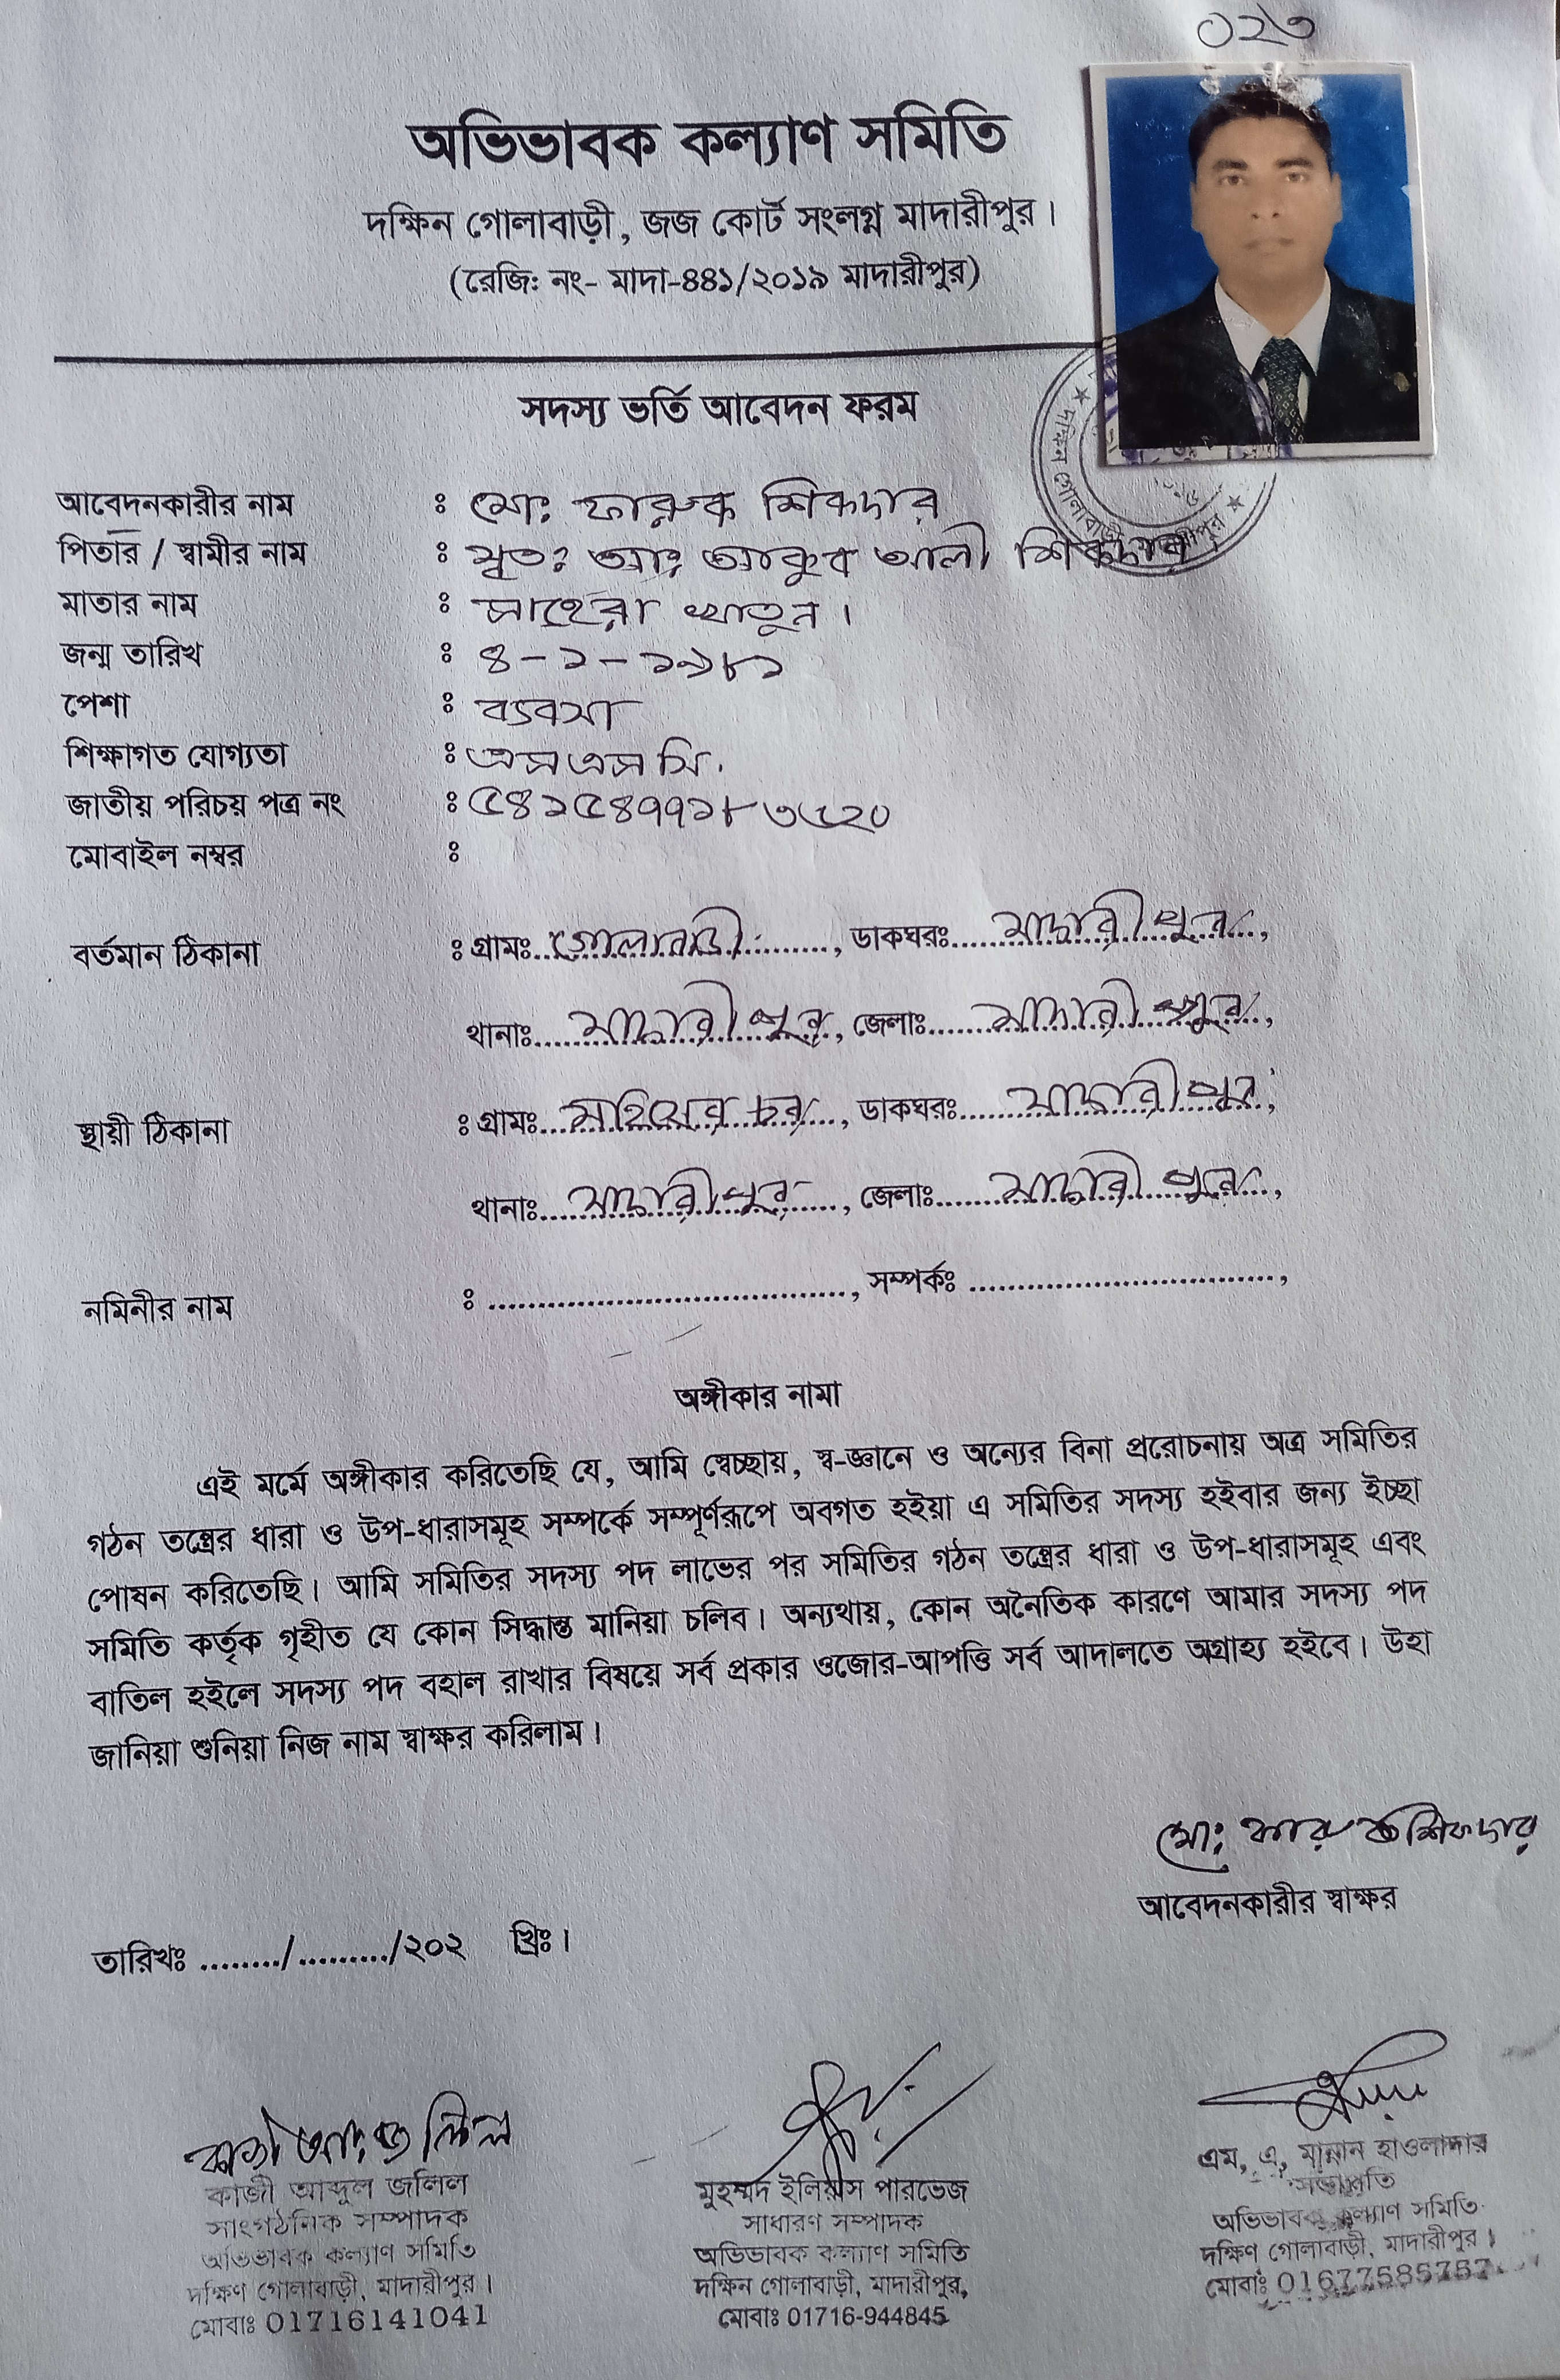 ০২৩
অভিভাবক কল্যাণ সমিতি
দক্ষিন গোলাবাড়ী, জজ কোর্ট সংলগ্ন মাদারীপুর।
(রেজি: নং- মাদা-৪৪১/২০১৯ মাদারীপুর)
সদস্য ভর্তি আবেদন ফরম
আবেদনকারীর নাম : মো: ফারুক শিকদার
পিতার / স্বামীর নাম : মৃত: আঃ আকুব আলী শিকদার
মাতার নাম : সাহেরা খাতুন।
জন্ম তারিখ : ৪-১-১৯৮১
পেশা : ব্যবসা
শিক্ষাগত যোগ্যতা : এস এস সি.
জাতীয় পরিচয় পত্র নং : ৫৪১৫৪৭৭১৮৩৫২০
মোবাইল নম্বর :
বর্তমান ঠিকানা : গ্রামঃ গোলাবাড়ী, ডাকঘরঃ মাদারীপুর,
থানাঃ মাদারীপুর, জেলাঃ মাদারীপুর,
স্থায়ী ঠিকানা : গ্রামঃ মহিষের চর, ডাকঘরঃ মাদারীপুর,
থানাঃ মাদারীপুর, জেলাঃ মাদারীপুর,
নমিনীর নাম : ...................................., সম্পর্কঃ ...............................,
অঙ্গীকার নামা
এই মর্মে অঙ্গীকার করিতেছি যে, আমি স্বেচ্ছায়, স্ব-জ্ঞানে ও অন্যের বিনা প্ররোচনায় অত্র সমিতির
গঠন তন্ত্রের ধারা ও উপ-ধারাসমূহ সম্পর্কে সম্পূর্ণরূপে অবগত হইয়া এ সমিতির সদস্য হইবার জন্য ইচ্ছা
পোষন করিতেছি। আমি সমিতির সদস্য পদ লাভের পর সমিতির গঠন তন্ত্রের ধারা ও উপ-ধারাসমূহ এবং
সমিতি কর্তৃক গৃহীত যে কোন সিদ্ধান্ত মানিয়া চলিব। অন্যথায়, কোন অনৈতিক কারণে আমার সদস্য পদ
বাতিল হইলে সদস্য পদ বহাল রাখার বিষয়ে সর্ব প্রকার ওজোর-আপত্তি সর্ব আদালতে অগ্রাহ্য হইবে। উহা
জানিয়া শুনিয়া নিজ নাম স্বাক্ষর করিলাম।
মো: ফারুক শিকদার
আবেদনকারীর স্বাক্ষর
তারিখঃ ......../........./২০২ খ্রিঃ।
কাজী আব্দুল জলিল
সাংগঠনিক সম্পাদক
অভিভাবক কল্যাণ সমিতি
দক্ষিণ গোলাবাড়ী, মাদারীপুর।
মোবাঃ 01716141041
মুহম্মদ ইলিয়াস পারভেজ
সাধারণ সম্পাদক
অভিভাবক কল্যাণ সমিতি
দক্ষিন গোলাবাড়ী, মাদারীপুর,
মোবাঃ 01716-944845
এম, এ, মান্নান হাওলাদার
সভাপতি
অভিভাবক কল্যাণ সমিতি
দক্ষিণ গোলাবাড়ী, মাদারীপুর।
মোবাঃ 01677585757